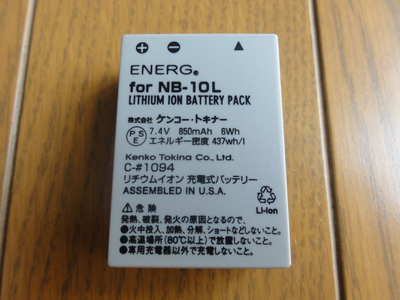 ENERG®
for NB-10L
LITHIUM ION BATTERY PACK
株式会社 ケンコー・トキナー
PSE 7.4V 850mAh 6Wh
エネルギー密度 437wh/l
Kenko Tokina Co., Ltd.
C-#1094
リチウムイオン 充電式バッテリー
ASSEMBLED IN U.S.A.
Li-ion
⚠危険
発熱、破裂、発火の原因となるので、
●火中投入、加熱、分解、ショートなどしないこと。
●高温場所(80℃以上)で放置しないこと。
●専用充電器以外で充電しないこと。